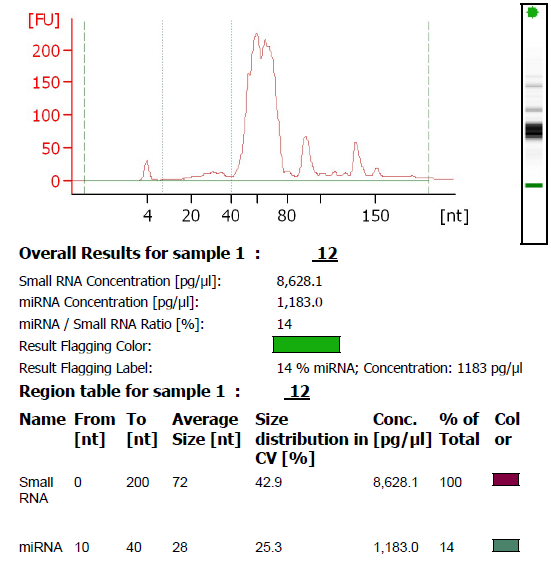 [FU]
200
150
100
50
0
4 20 40 80 150 [nt]
Overall Results for sample 1 : 12
Small RNA Concentration [pg/µl]: 8,628.1
miRNA Concentration [pg/µl]: 1,183.0
miRNA / Small RNA Ratio [%]: 14
Result Flagging Color:
Result Flagging Label: 14 % miRNA; Concentration: 1183 pg/µl
Region table for sample 1 : 12
Name From To Average Size Conc. % of Col
[nt] [nt] Size [nt] distribution in [pg/µl] Total or
CV [%]
Small 0 200 72 42.9 8,628.1 100
RNA
miRNA 10 40 28 25.3 1,183.0 14